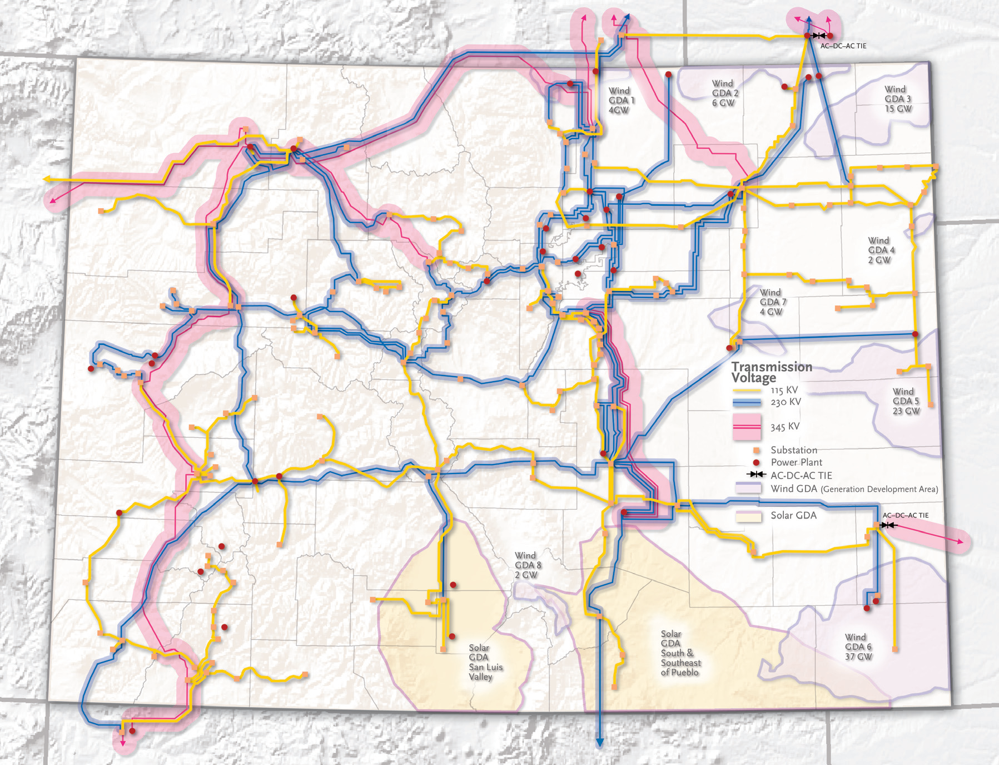 AC–DC–AC TIE
Wind
GDA 1
4GW
Wind
GDA 2
6 GW
Wind
GDA 3
15 GW
Wind
GDA 4
2 GW
Wind
GDA 7
4 GW
Transmission
Voltage
115 KV
230 KV
345 KV
Substation
Power Plant
AC-DC-AC TIE
Wind GDA (Generation Development Area)
Solar GDA
Wind
GDA 5
23 GW
AC–DC–AC TIE
Wind
GDA 8
2 GW
Solar
GDA
San Luis
Valley
Solar
GDA
South &
Southeast
of Pueblo
Wind
GDA 6
37 GW